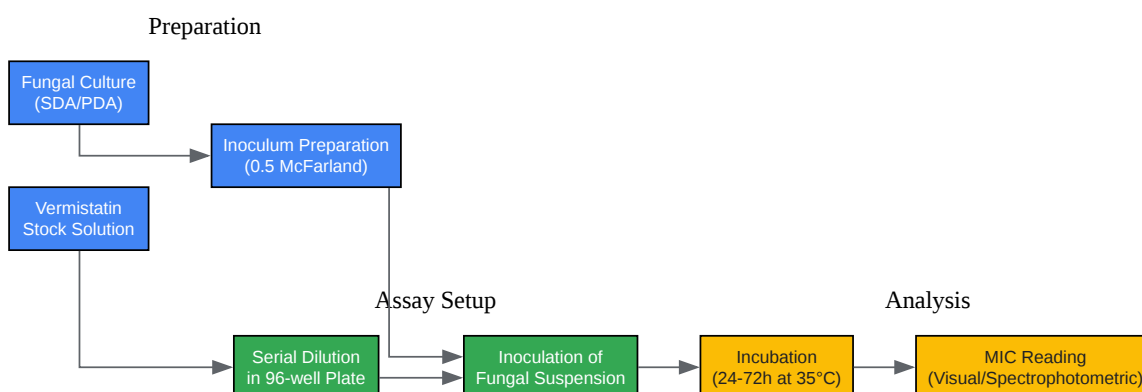 Preparation
Fungal Culture
(SDA/PDA)
Inoculum Preparation
(0.5 McFarland)
Vermistatin
Stock Solution
Assay Setup
Analysis
Serial Dilution
in 96-well Plate
Inoculation of
Fungal Suspension
Incubation
(24-72h at 35°C)
MIC Reading
(Visual/Spectrophotometric)